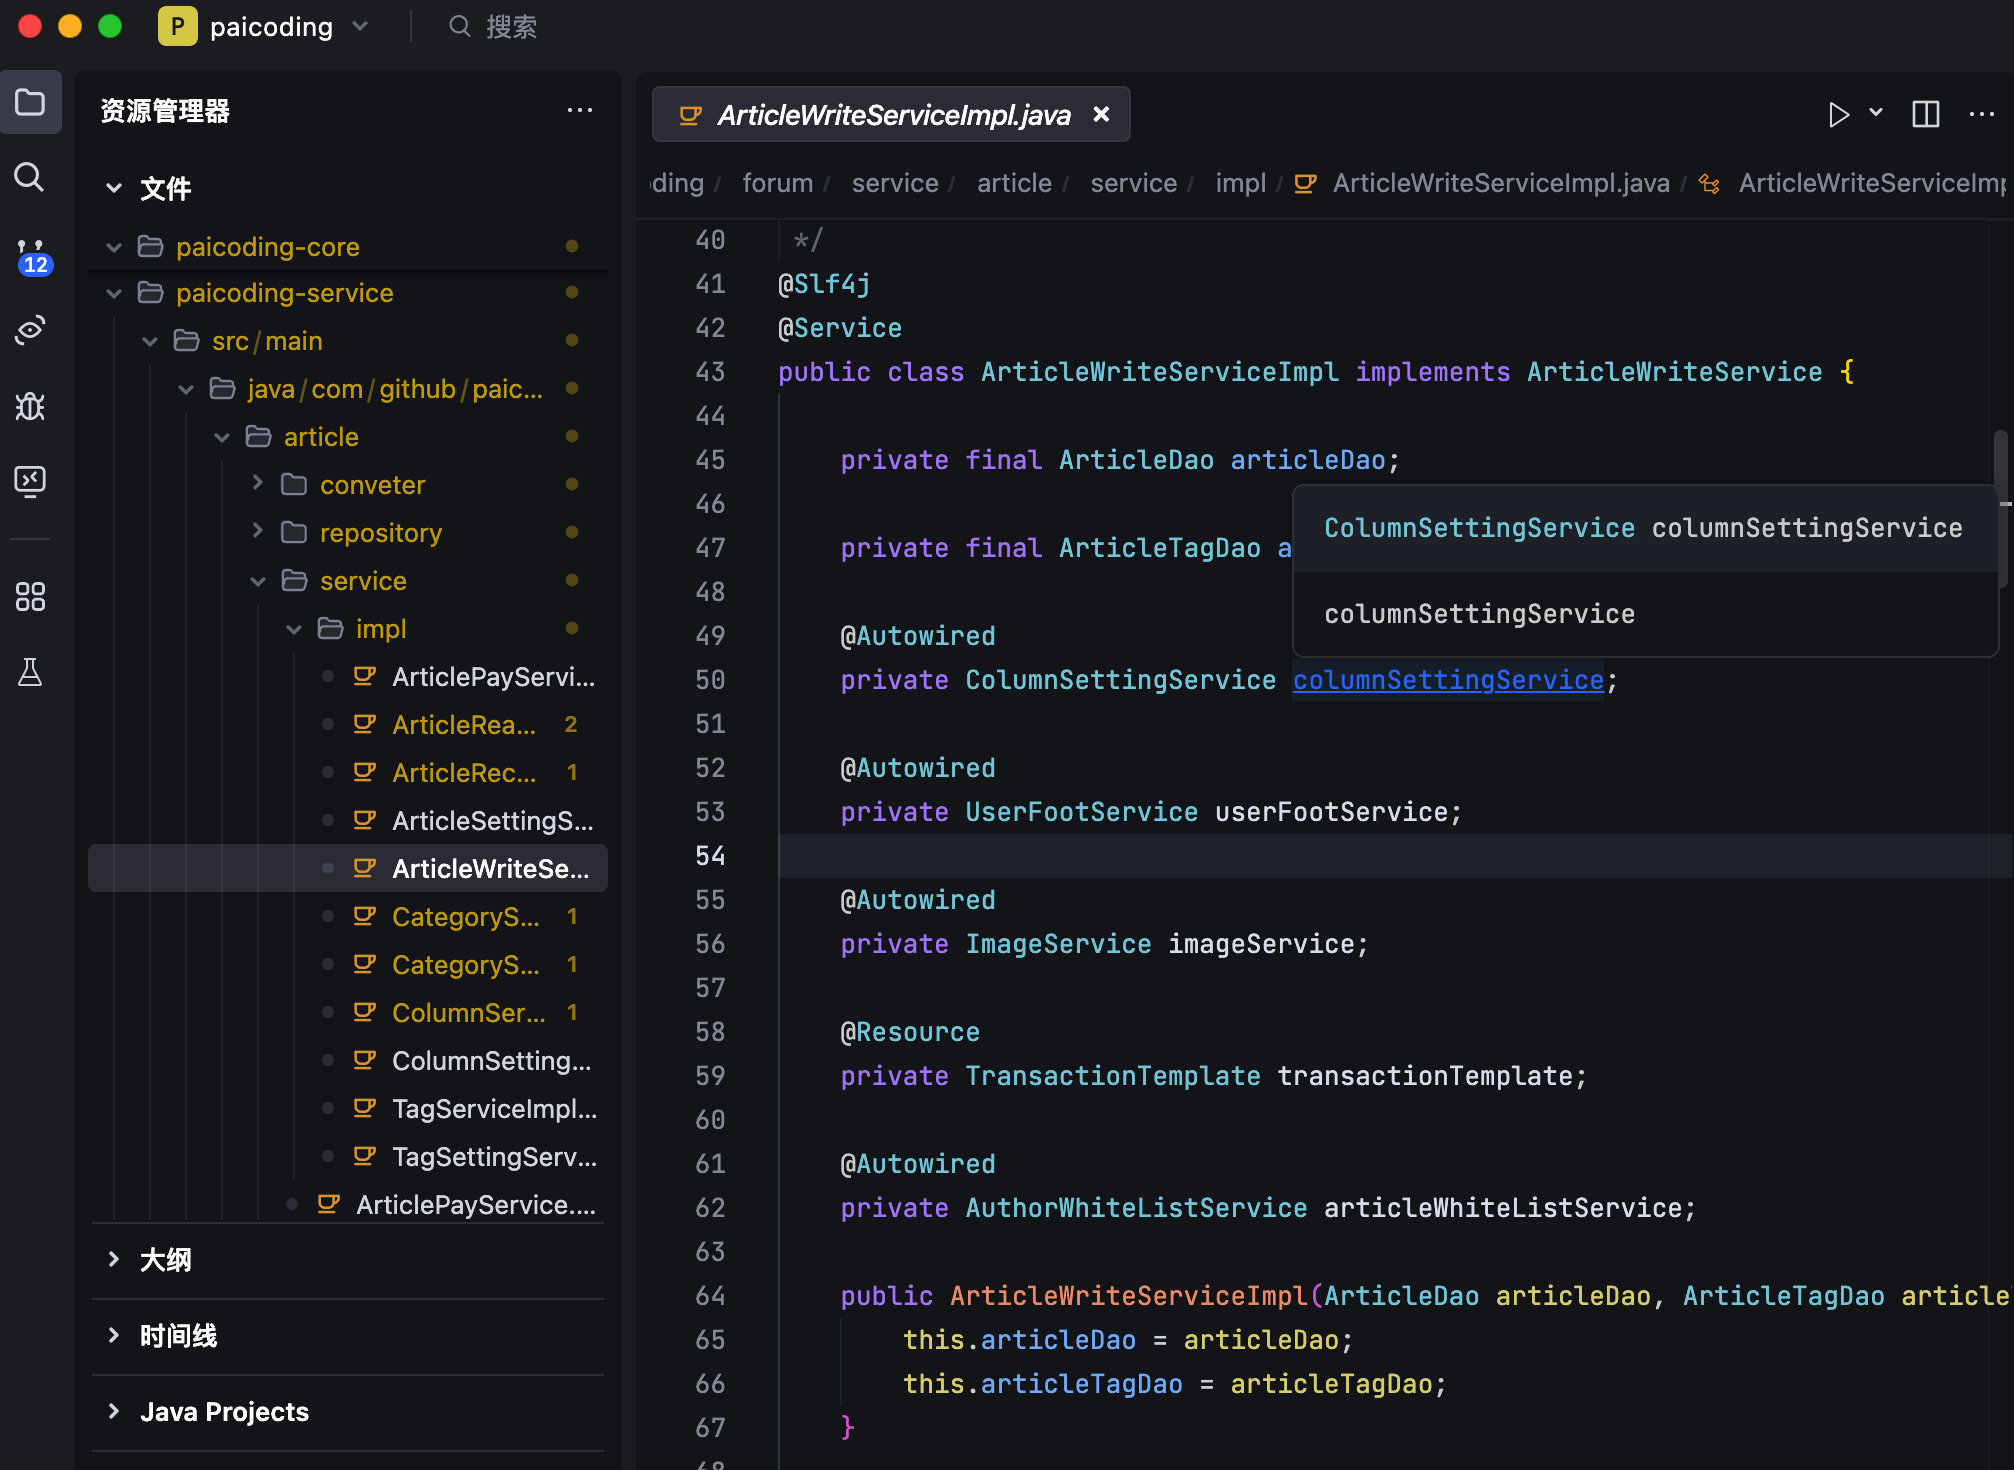 P paicoding 搜索
资源管理器
文件
paicoding-core
paicoding-service
src/main
java/com/github/paic...
article
conveter
repository
service
impl
ArticlePayServi...
ArticleRea... 2
ArticleRec... 1
ArticleSettingS...
ArticleWriteSe...
CategoryS... 1
CategoryS... 1
ColumnSer... 1
ColumnSetting...
TagServiceImpl...
TagSettingServ...
ArticlePayService....
大纲
时间线
Java Projects
12
ArticleWriteServiceImpl.java
ding / forum / service / article / service / impl / ArticleWriteServiceImpl.java / ArticleWriteServiceImp
40 */
41 @Slf4j
42 @Service
43 public class ArticleWriteServiceImpl implements ArticleWriteService {
44
45 private final ArticleDao articleDao;
46
47 private final ArticleTagDao a
48
49 @Autowired
50 private ColumnSettingService columnSettingService;
51
52 @Autowired
53 private UserFootService userFootService;
54
55 @Autowired
56 private ImageService imageService;
57
58 @Resource
59 private TransactionTemplate transactionTemplate;
60
61 @Autowired
62 private AuthorWhiteListService articleWhiteListService;
63
64 public ArticleWriteServiceImpl(ArticleDao articleDao, ArticleTagDao article
65 this.articleDao = articleDao;
66 this.articleTagDao = articleTagDao;
67 }
68
ColumnSettingService columnSettingService
columnSettingService